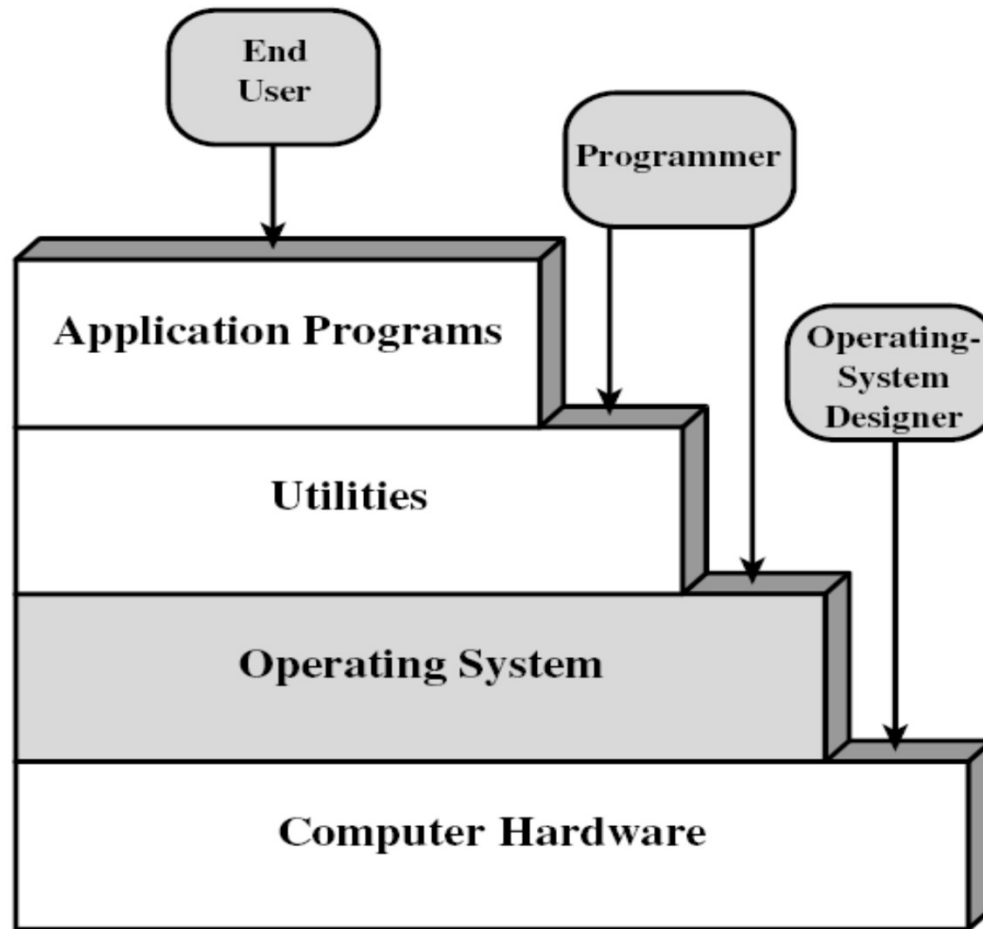 End
User
Programmer
Application Programs
Operating-
System
Designer
Utilities
Operating System
Computer Hardware